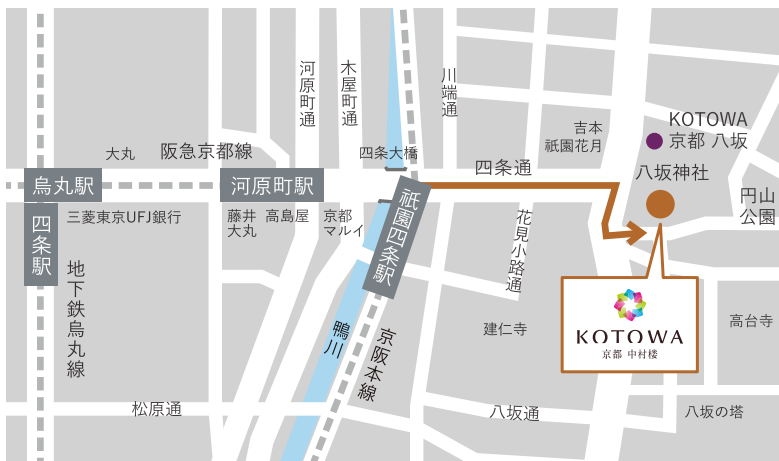 河原町通
木屋町通
川端通
KOTOWA
京都 八坂
吉本
祇園花月
大丸
阪急京都線
四条大橋
四条通
八坂神社
烏丸駅
河原町駅
円山
公園
三菱東京UFJ銀行
藤井
大丸
高島屋
京都
マルイ
祇園四条駅
花見小路通
四条駅
地下鉄烏丸線
鴨川
京阪本線
建仁寺
KOTOWA
京都 中村楼
高台寺
松原通
八坂通
八坂の塔